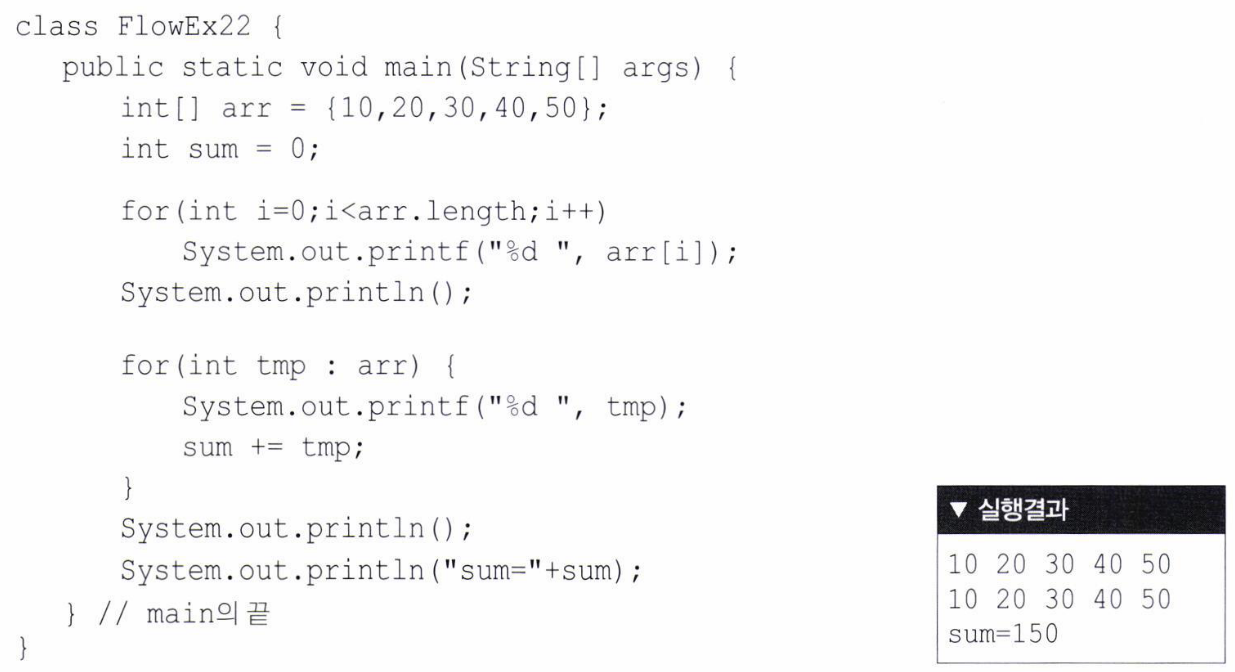 class FlowEx22 {
public static void main(String[] args) {
int[] arr = {10,20,30,40,50};
int sum = 0;
for(int i=0;i<arr.length;i++)
System.out.printf("%d ", arr[i]);
System.out.println();
for(int tmp : arr) {
System.out.printf("%d ", tmp);
sum += tmp;
}
System.out.println();
System.out.println("sum="+sum);
} // main의 끝
}
▼ 실행결과
10 20 30 40 50
10 20 30 40 50
sum=150